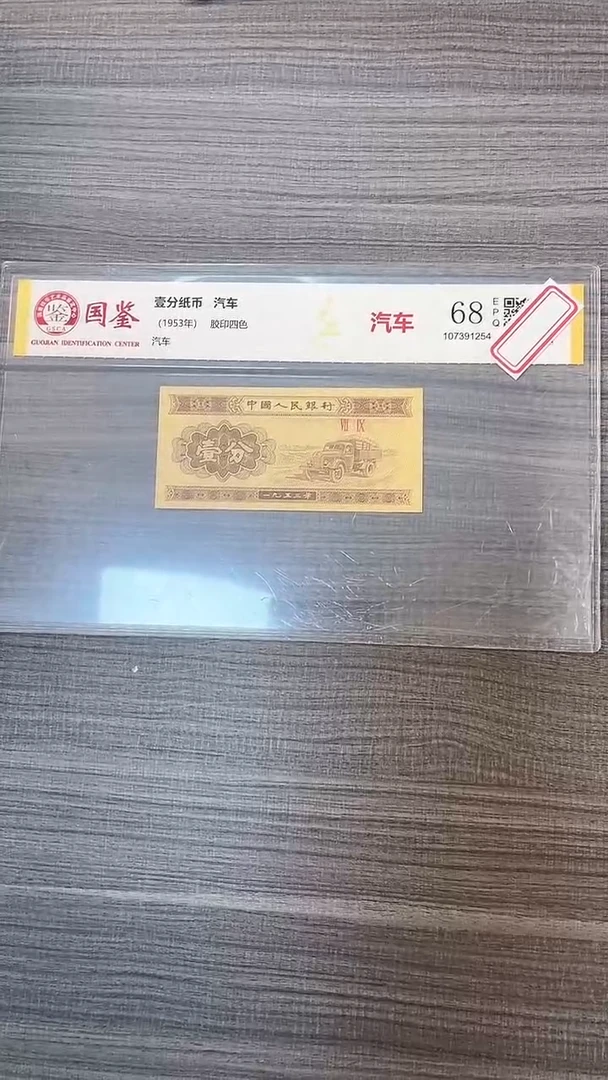 国鉴
GUOJIAN IDENTIFICATION CENTER
GICA
壹分纸币 汽车
(1953年) 胶印四色
汽车
汽车
68
EPQ
107391254
中國人民銀行
VII IX
壹分
一九五三年